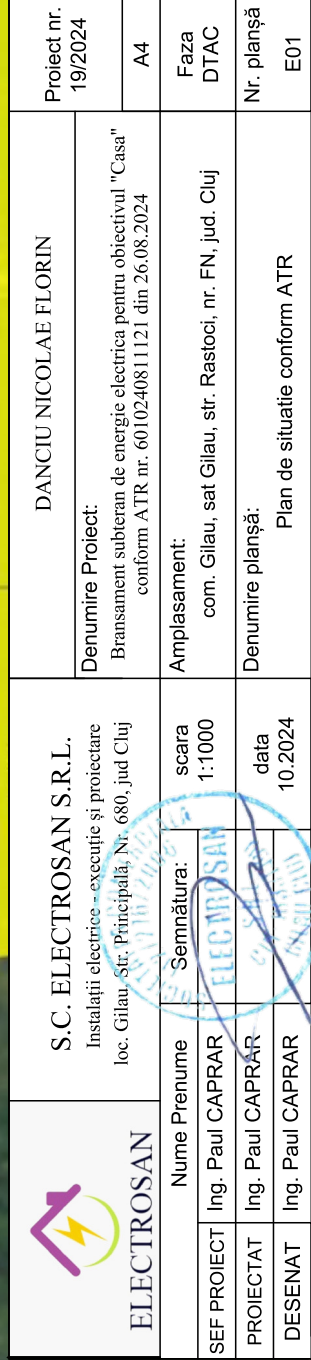 ELECTROSAN
S.C. ELECTROSAN S.R.L.
Instalații electrice - execuție și proiectare
loc. Gilau, Str. Principală, Nr. 680, jud Cluj
DANCIU NICOLAE FLORIN
Proiect nr.
19/2024
Denumire Proiect:
Bransament subteran de energie electrica pentru obiectivul "Casa"
conform ATR nr. 6010240811121 din 26.08.2024
A4
Nume Prenume
Semnătura:
scara
1:1000
Amplasament:
com. Gilau, sat Gilau, str. Rastoci, nr. FN, jud. Cluj
Faza
DTAC
SEF PROIECT
Ing. Paul CAPRAR
PROIECTAT
Ing. Paul CAPRAR
data
10.2024
Denumire planșă:
Plan de situatie conform ATR
Nr. planșă
E01
DESENAT
Ing. Paul CAPRAR
ELECTROSAN